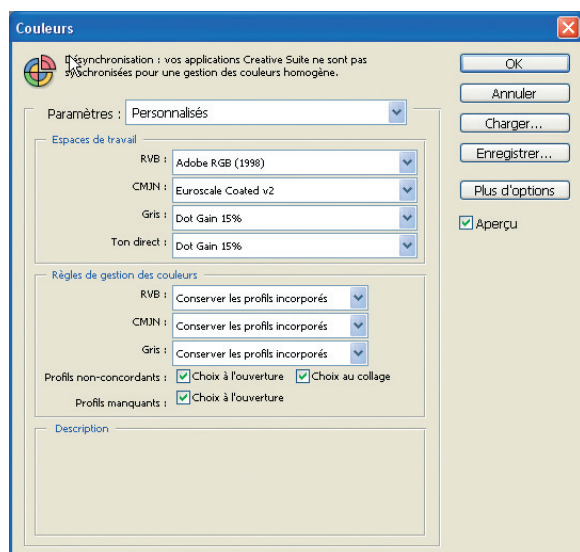 Couleurs
Désynchronisation : vos applications Creative Suite ne sont pas
synchronisées pour une gestion des couleurs homogène.
OK
Annuler
Charger...
Enregistrer...
Plus d'options
Aperçu
Paramètres : Personnalisés
Espaces de travail
RVB : Adobe RGB (1998)
CMJN : Euroscale Coated v2
Gris : Dot Gain 15%
Ton direct : Dot Gain 15%
Règles de gestion des couleurs
RVB : Conserver les profils incorporés
CMJN : Conserver les profils incorporés
Gris : Conserver les profils incorporés
Profils non-concordants : Choix à l'ouverture Choix au collage
Profils manquants : Choix à l'ouverture
Description